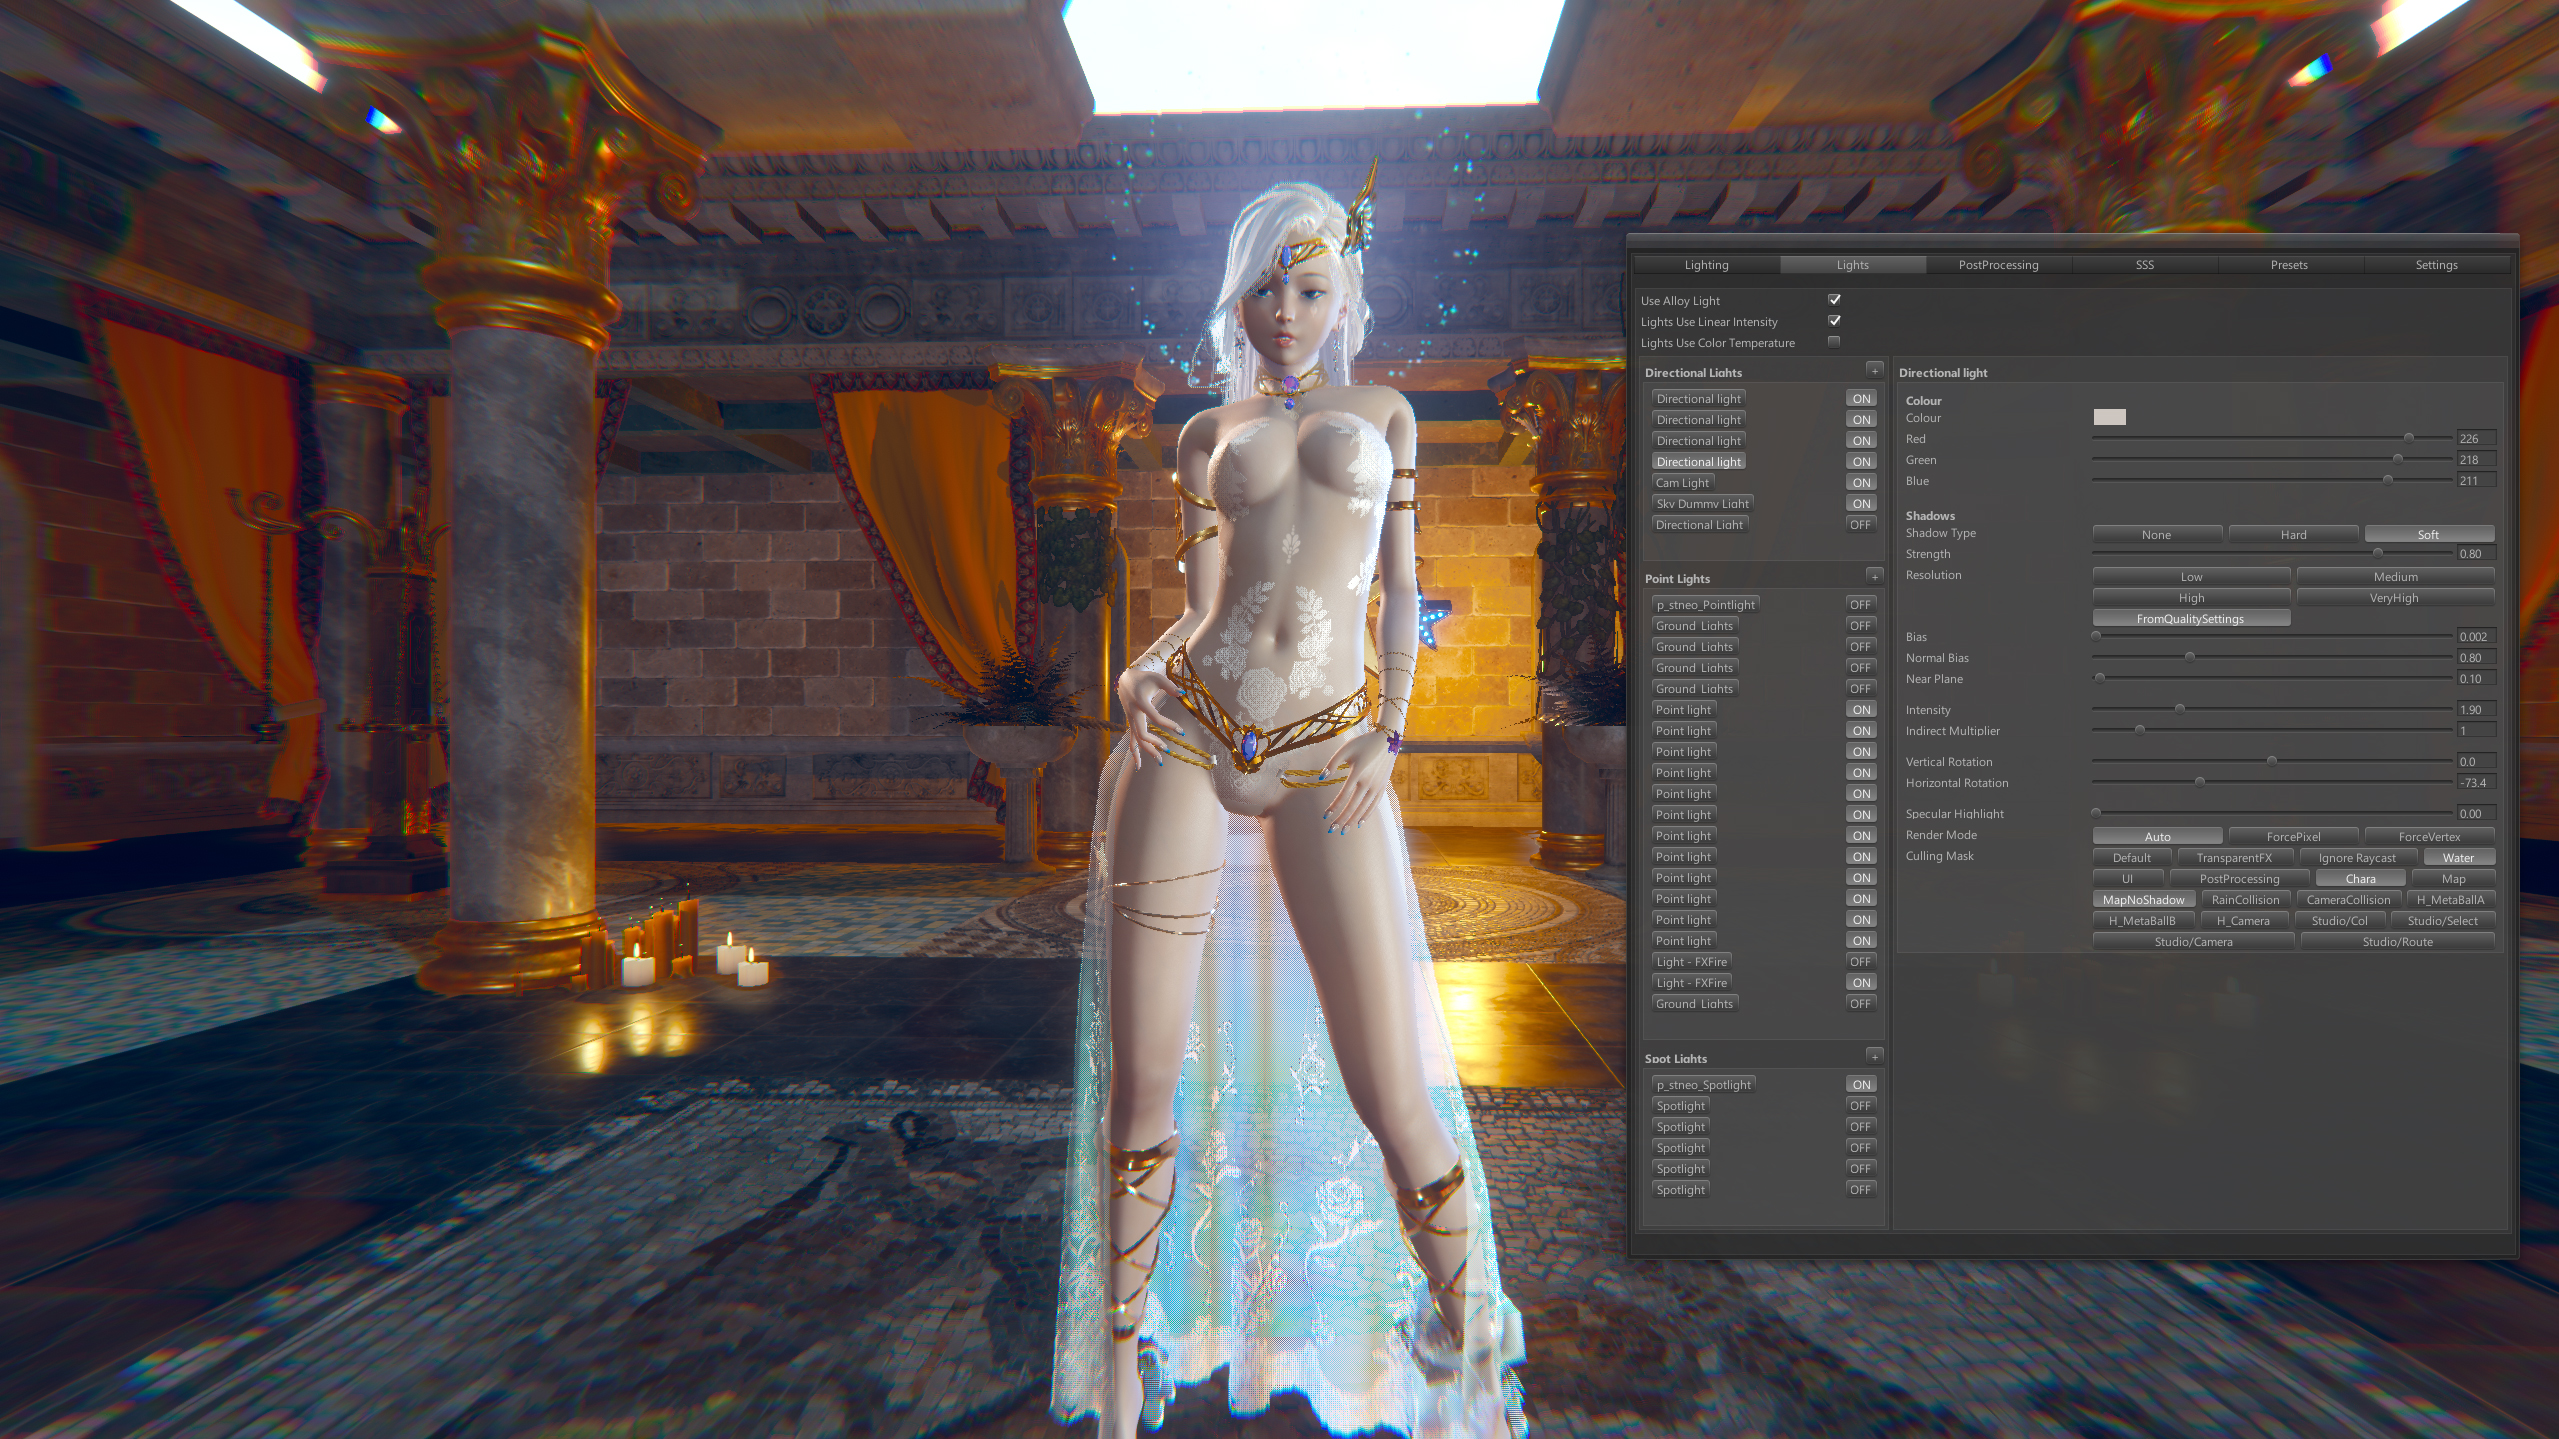 Lighting Lights PostProcessing SSS Presets Settings
Use Alloy Light
Lights Use Linear Intensity
Lights Use Color Temperature
Directional Lights +
Directional light ON
Directional light ON
Directional light ON
Directional light ON
Cam Light ON
Sky Dummy Light ON
Directional Light OFF
Point Lights +
p_stneo_Pointlight OFF
Ground Lights OFF
Ground Lights OFF
Ground Lights OFF
Ground Lights OFF
Point light ON
Point light ON
Point light ON
Point light ON
Point light ON
Point light ON
Point light ON
Point light ON
Point light ON
Point light ON
Point light ON
Point light ON
Light - FXFire OFF
Light - FXFire ON
Ground Lights OFF
Spot Lights +
p_stneo_Spotlight ON
Spotlight OFF
Spotlight OFF
Spotlight OFF
Spotlight OFF
Spotlight OFF
Directional light
Colour
Colour
Red 226
Green 218
Blue 211
Shadows
Shadow Type None Hard Soft
Strength 0.80
Resolution Low Medium
High VeryHigh
FromQualitySettings
Bias 0.002
Normal Bias 0.80
Near Plane 0.10
Intensity 1.90
Indirect Multiplier 1
Vertical Rotation 0.0
Horizontal Rotation -73.4
Specular Highlight 0.00
Render Mode Auto ForcePixel ForceVertex
Culling Mask Default TransparentFX Ignore Raycast Water
UI PostProcessing Chara Map
MapNoShadow RainCollision CameraCollision H_MetaBallA
H_MetaBallB H_Camera Studio/Col Studio/Select
Studio/Camera Studio/Route